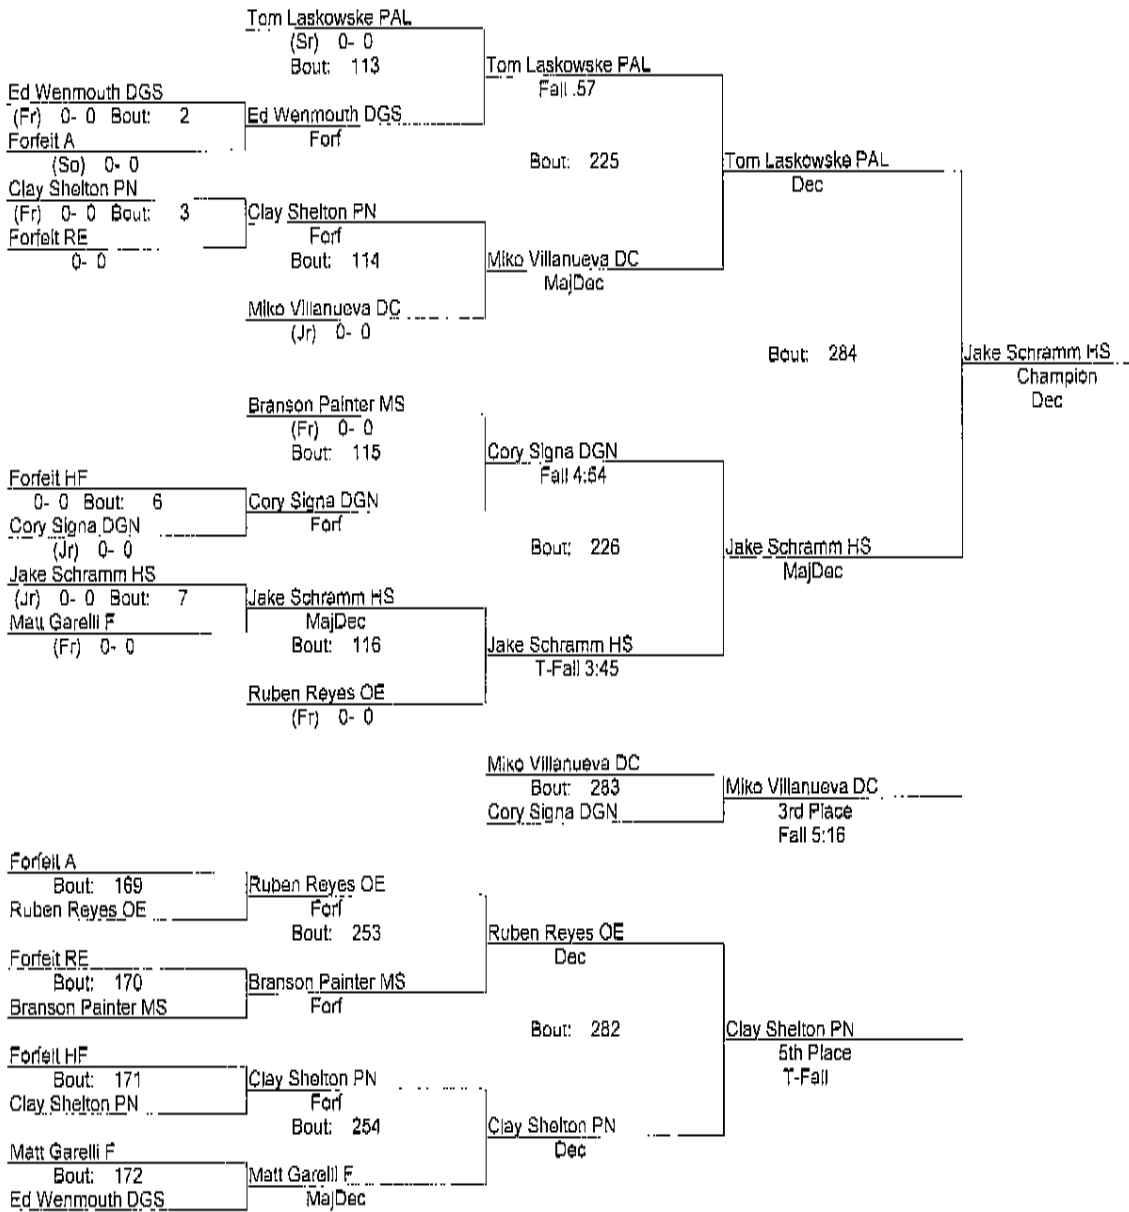 Tom Laskowske PAL
(Sr) 0- 0
Bout: 113
Tom Laskowske PAL
Fall .57
Ed Wenmouth DGS
(Fr) 0- 0 Bout: 2
Ed Wenmouth DGS
Forf
Forfeit A
(So) 0- 0
Bout: 225
Tom Laskowske PAL
Dec
Clay Shelton PN
(Fr) 0- 0 Bout: 3
Clay Shelton PN
Forf
Forfeit RE
0- 0
Bout: 114
Miko Villanueva DC
MajDec
Miko Villanueva DC
(Jr) 0- 0
Bout: 284
Jake Schramm HS
Champion
Dec
Branson Painter MS
(Fr) 0- 0
Bout: 115
Cory Signa DGN
Fall 4:54
Forfeit HF
0- 0 Bout: 6
Cory Signa DGN
Forf
Cory Signa DGN
(Jr) 0- 0
Bout: 226
Jake Schramm HS
MajDec
Jake Schramm HS
(Jr) 0- 0 Bout: 7
Jake Schramm HS
MajDec
Matt Garelli F
(Fr) 0- 0
Bout: 116
Jake Schramm HS
T-Fall 3:45
Ruben Reyes OE
(Fr) 0- 0
Miko Villanueva DC
Bout: 283
Miko Villanueva DC
3rd Place
Fall 5:16
Cory Signa DGN
Forfeit A
Bout: 169
Ruben Reyes OE
Forf
Ruben Reyes OE
Bout: 253
Ruben Reyes OE
Dec
Forfeit RE
Bout: 170
Branson Painter MS
Forf
Branson Painter MS
Bout: 282
Clay Shelton PN
5th Place
T-Fall
Forfeit HF
Bout: 171
Clay Shelton PN
Forf
Clay Shelton PN
Bout: 254
Clay Shelton PN
Dec
Matt Garelli F
Bout: 172
Matt Garelli F
MajDec
Ed Wenmouth DGS